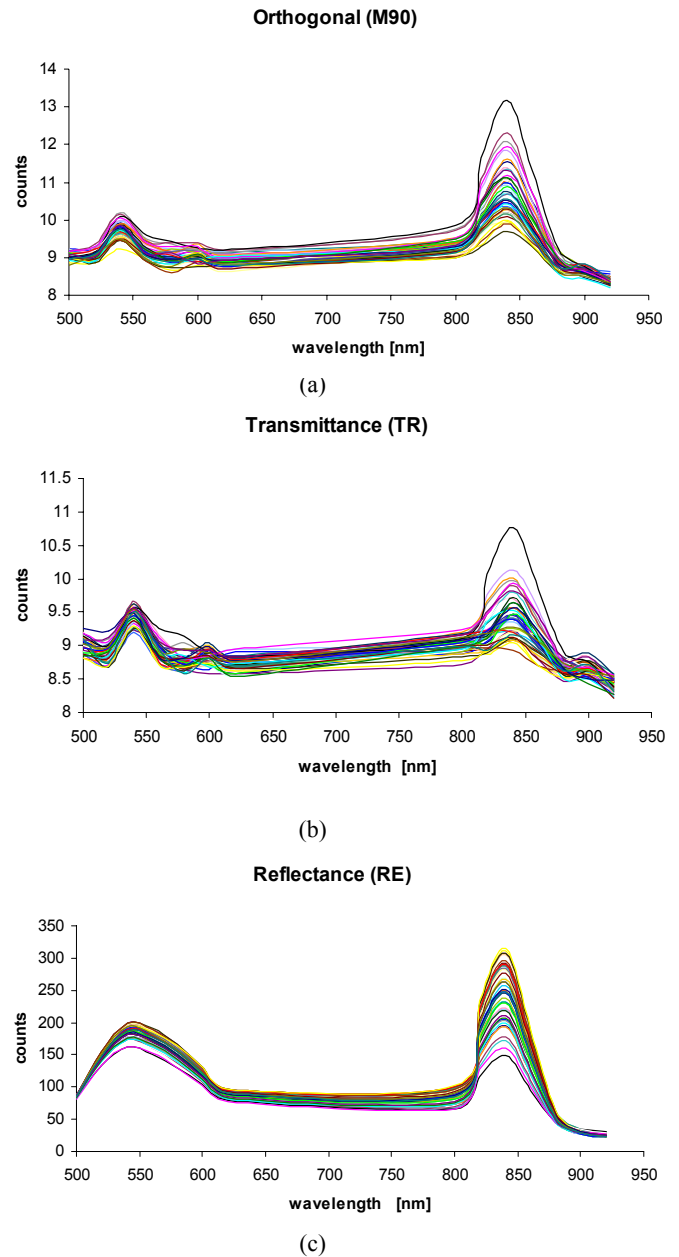 Orthogonal (M90)
14
13
12
11
10
9
8
counts
500 550 600 650 700 750 800 850 900 950
wavelength [nm]
(a)
Transmittance (TR)
11.5
11
10.5
10
9.5
9
8.5
8
counts
500 550 600 650 700 750 800 850 900 950
wavelength [nm]
(b)
Reflectance (RE)
350
300
250
200
150
100
50
0
counts
500 550 600 650 700 750 800 850 900 950
wavelength [nm]
(c)